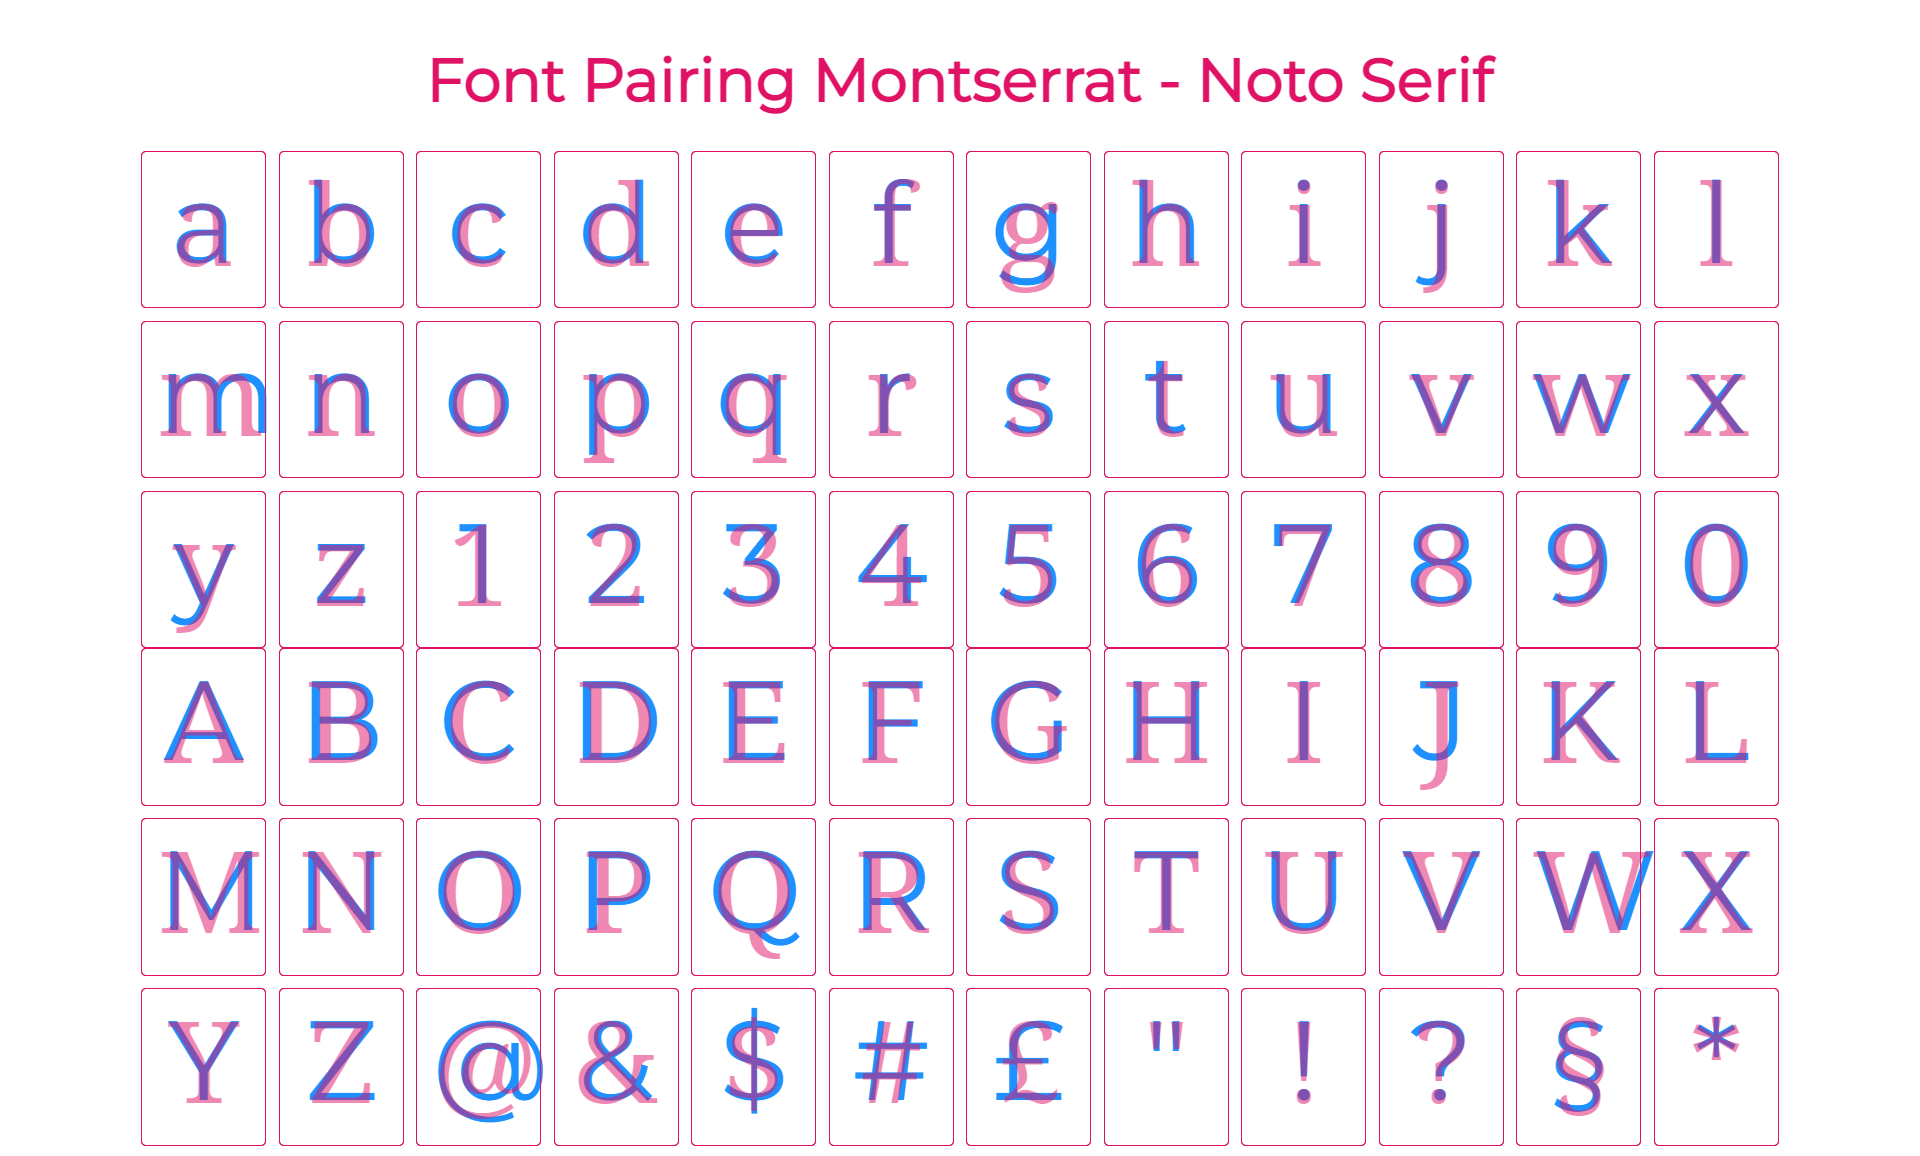 Font Pairing Montserrat - Noto Serif
a b c d e f g h i j k l
m n o p q r s t u v w x
y z 1 2 3 4 5 6 7 8 9 0
A B C D E F G H I J K L
M N O P Q R S T U V W X
Y Z @ & $ # £ " ! ? § *